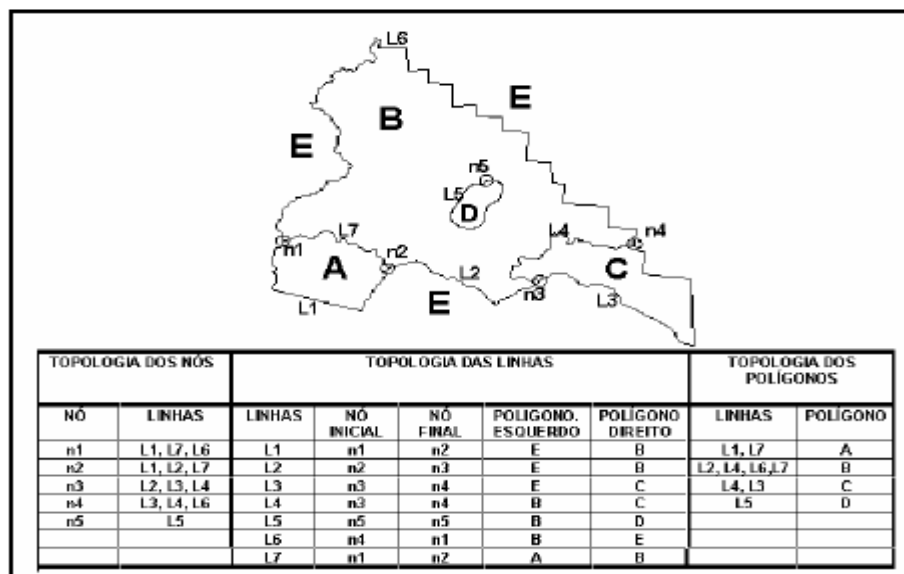 L6
E
B
E
n5
L5
D
L7
L4
n4
n1
n2
A
L2
C
E
n3
L1
L3
TOPOLOGIA DOS NÓS TOPOLOGIA DAS LINHAS TOPOLOGIA DOS POLÍGONOS
NÓ LINHAS LINHAS NÓ INICIAL NÓ FINAL POLIGONO. ESQUERDO POLÍGONO DIREITO LINHAS POLÍGONO
n1 L1, L7, L6 L1 n1 n2 E B L1, L7 A
n2 L1, L2, L7 L2 n2 n3 E B L2, L4, L6,L7 B
n3 L2, L3, L4 L3 n3 n4 E C L4, L3 C
n4 L3, L4, L6 L4 n3 n4 B C L5 D
n5 L5 L5 n5 n5 B D
L6 n4 n1 B E
L7 n1 n2 A B